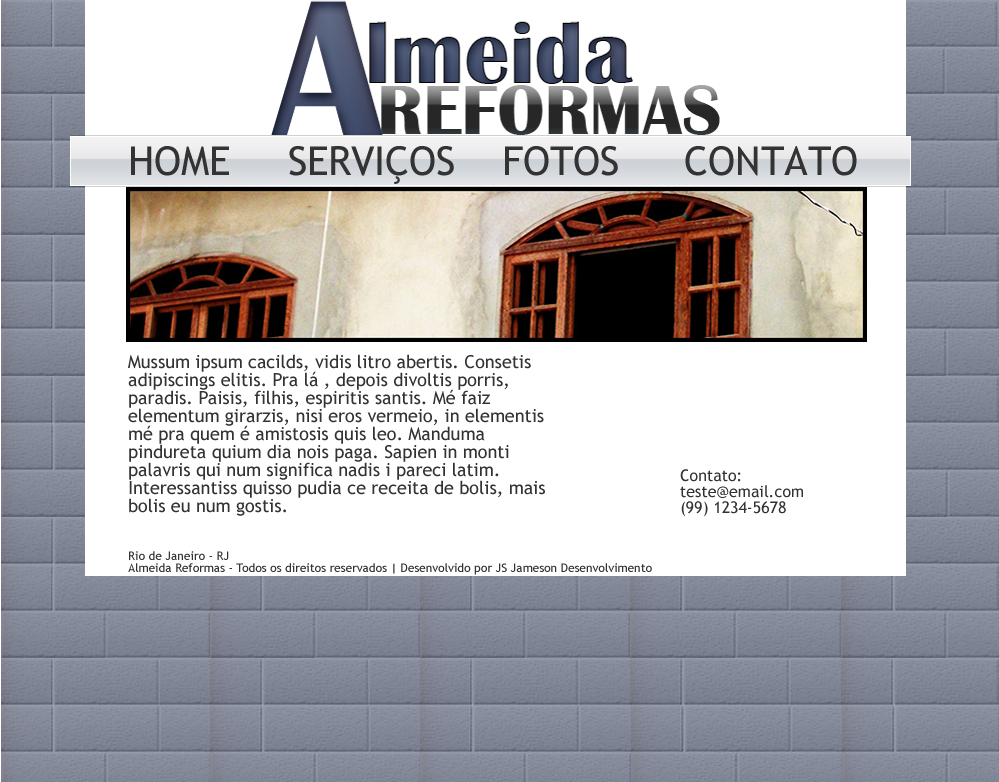 Almeida
REFORMAS
HOME SERVIÇOS FOTOS CONTATO
Mussum ipsum cacilds, vidis litro abertis. Consetis
adipiscings elitis. Pra lá , depois divoltis porris,
paradis. Paisis, filhis, espiritis santis. Mé faiz
elementum girarzis, nisi eros vermeio, in elementis
mé pra quem é amistosis quis leo. Manduma
pindureta quium dia nois paga. Sapien in monti
palavris qui num significa nadis i pareci latim.
Interessantiss quisso pudia ce receita de bolis, mais
bolis eu num gostis.
Contato:
teste@email.com
(99) 1234-5678
Rio de Janeiro - RJ
Almeida Reformas - Todos os direitos reservados | Desenvolvido por JS Jameson Desenvolvimento